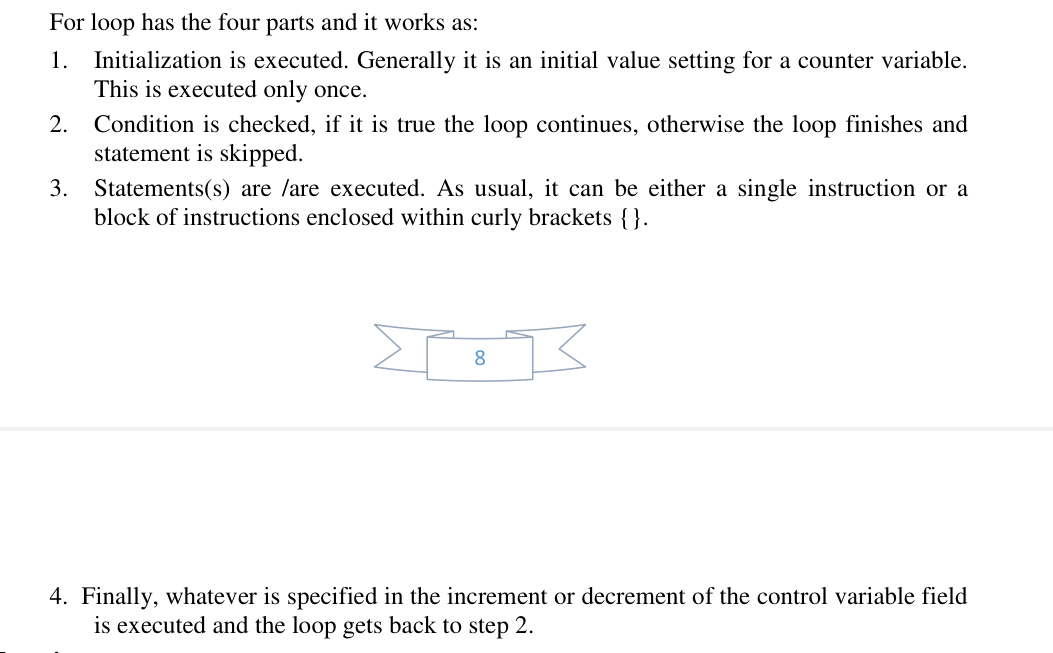 For loop has the four parts and it works as:
1. Initialization is executed. Generally it is an initial value setting for a counter variable.
This is executed only once.
2. Condition is checked, if it is true the loop continues, otherwise the loop finishes and
statement is skipped.
3. Statements(s) are /are executed. As usual, it can be either a single instruction or a
block of instructions enclosed within curly brackets {}.
8
4. Finally, whatever is specified in the increment or decrement of the control variable field
is executed and the loop gets back to step 2.